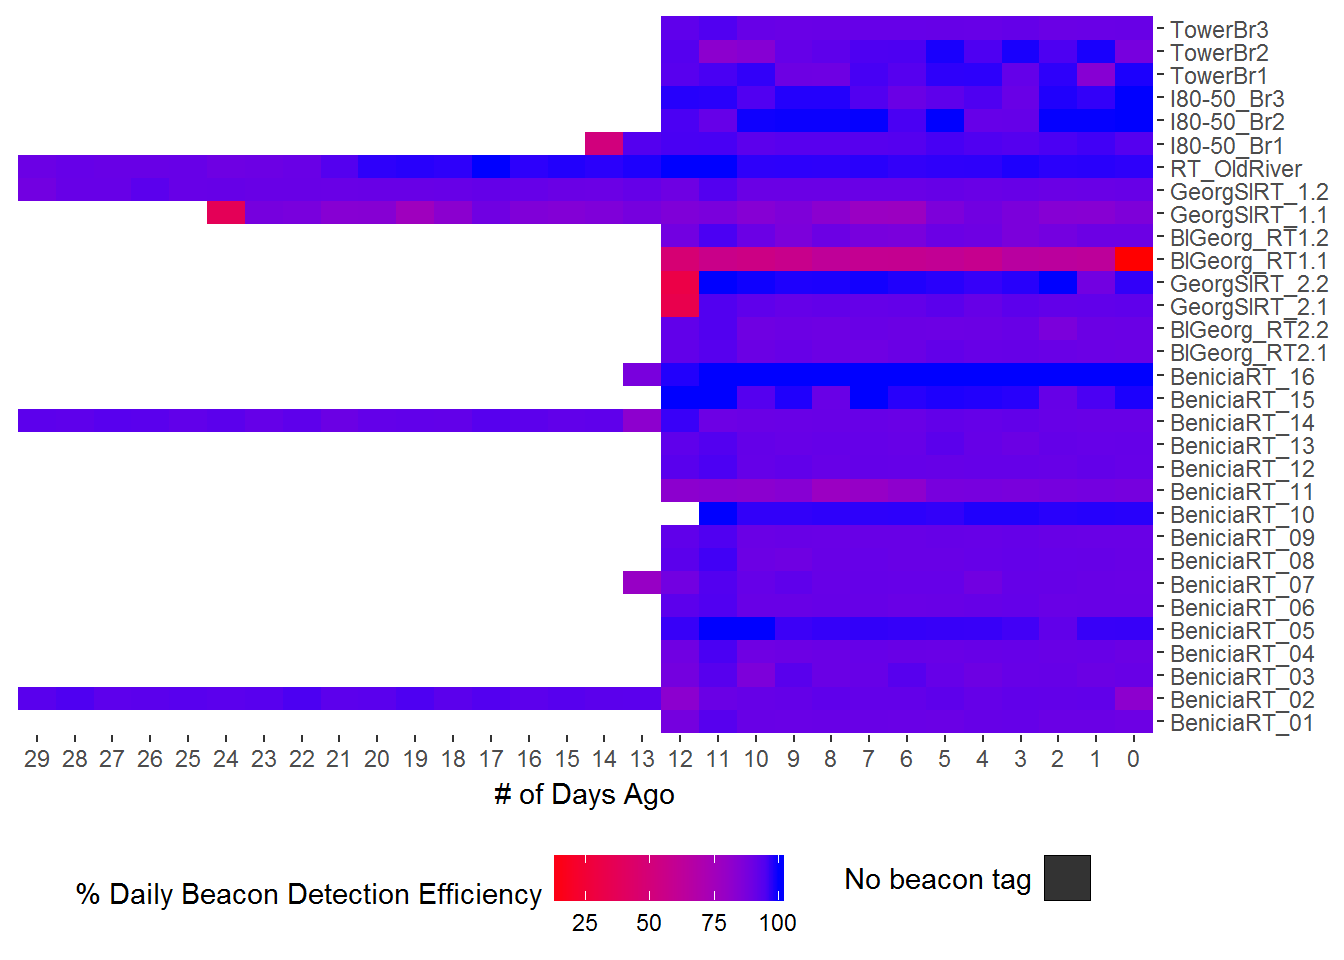 TowerBr3
TowerBr2
TowerBr1
I80-50_Br3
I80-50_Br2
I80-50_Br1
RT_OldRiver
GeorgSlRT_1.2
GeorgSlRT_1.1
BlGeorg_RT1.2
BlGeorg_RT1.1
GeorgSlRT_2.2
GeorgSlRT_2.1
BlGeorg_RT2.2
BlGeorg_RT2.1
BeniciaRT_16
BeniciaRT_15
BeniciaRT_14
BeniciaRT_13
BeniciaRT_12
BeniciaRT_11
BeniciaRT_10
BeniciaRT_09
BeniciaRT_08
BeniciaRT_07
BeniciaRT_06
BeniciaRT_05
BeniciaRT_04
BeniciaRT_03
BeniciaRT_02
BeniciaRT_01
29 28 27 26 25 24 23 22 21 20 19 18 17 16 15 14 13 12 11 10 9 8 7 6 5 4 3 2 1 0
# of Days Ago
% Daily Beacon Detection Efficiency
25 50 75 100
No beacon tag